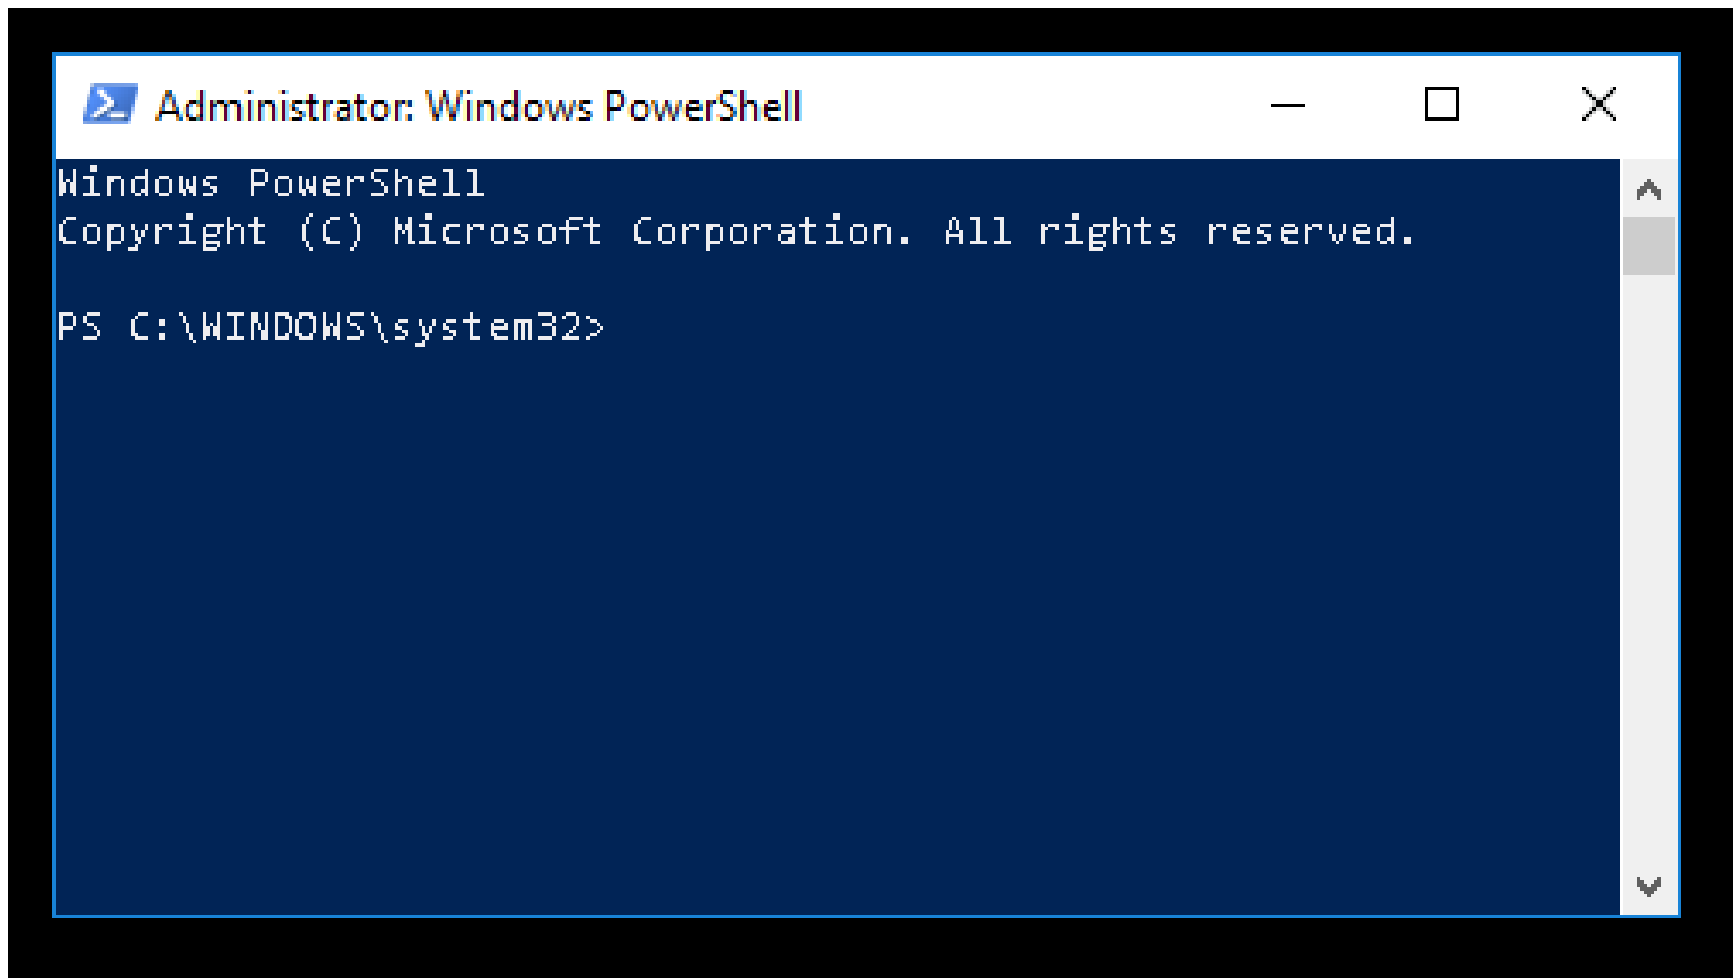 Administrator: Windows PowerShell
Windows PowerShell
Copyright (C) Microsoft Corporation. All rights reserved.
PS C:\WINDOWS\system32>